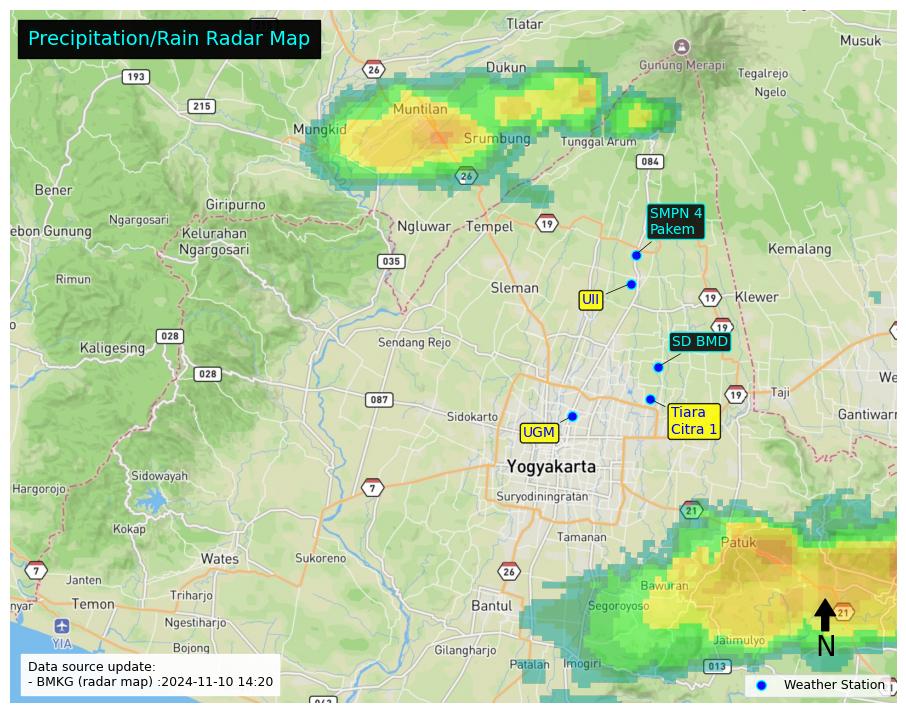 Precipitation/Rain Radar Map
Tlatar
Musuk
26
Dukun
Gunung Merapi
Tegalrejo
193
Ngelo
215
Muntilan
Mungkid
Srumbung
Tunggal Arum
084
26
Bener
Giripurno
SMPN 4
Pakem
Ngargosari
Ngluwar
Tempel
19
ebon Gunung
Kelurahan
Ngargosari
Kemalang
035
Rimun
Sleman
UII
19
Klewer
19
028
Kaligesing
Sendang Rejo
SD BMD
028
We
087
19
Taji
Sidokarto
Tiara
Citra 1
Gantiwarn
UGM
Yogyakarta
Sidowayah
7
Hargorojo
Suryodiningratan
21
Kokap
Tamanan
Patuk
Wates
Sukoreno
7
26
Janten
Bawuran
nyar
Temon
Triharjo
Bantul
Segoroyoso
21
YIA
Ngestiharjo
N
Bojong
Gilangharjo
Jatimulyo
Patalan
Imogiri
013
Data source update:
- BMKG (radar map) :2024-11-10 14:20
Weather Station